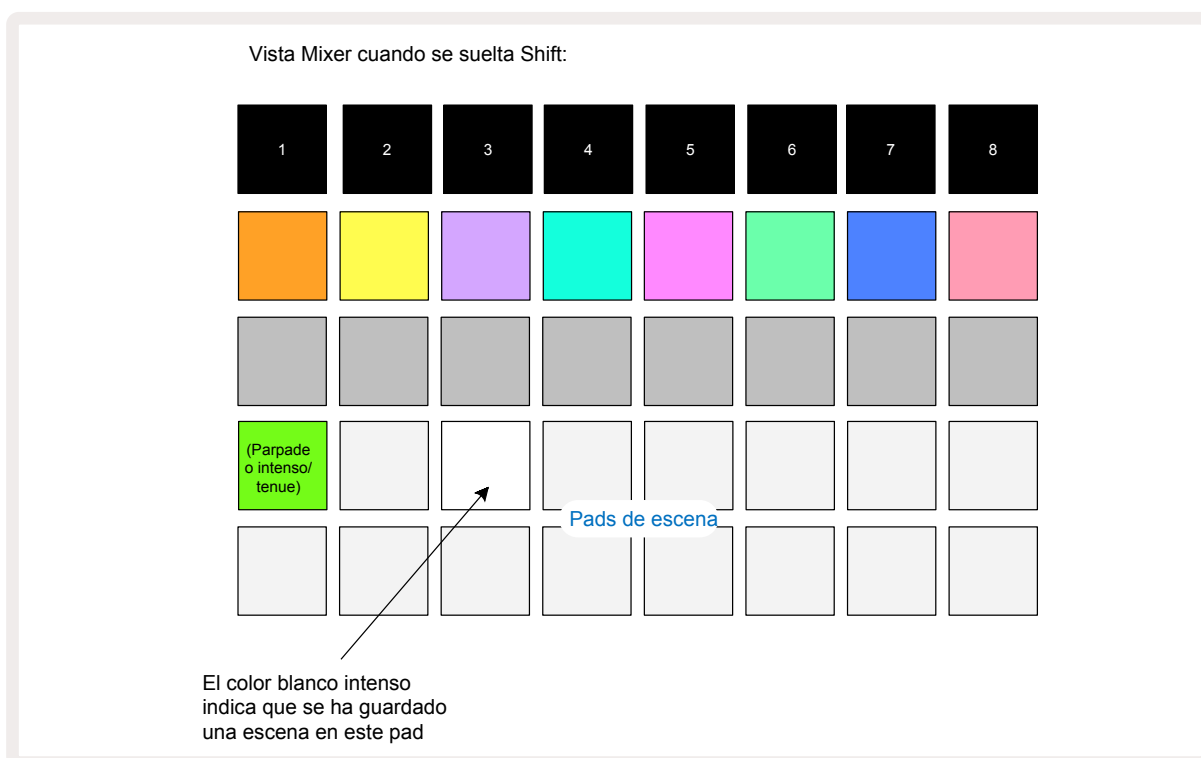 Vista Mixer cuando se suelta Shift:
1 2 3 4 5 6 7 8
(Parpade
o intenso/
tenue)
Pads de escena
El color blanco intenso
indica que se ha guardado
una escena en este pad